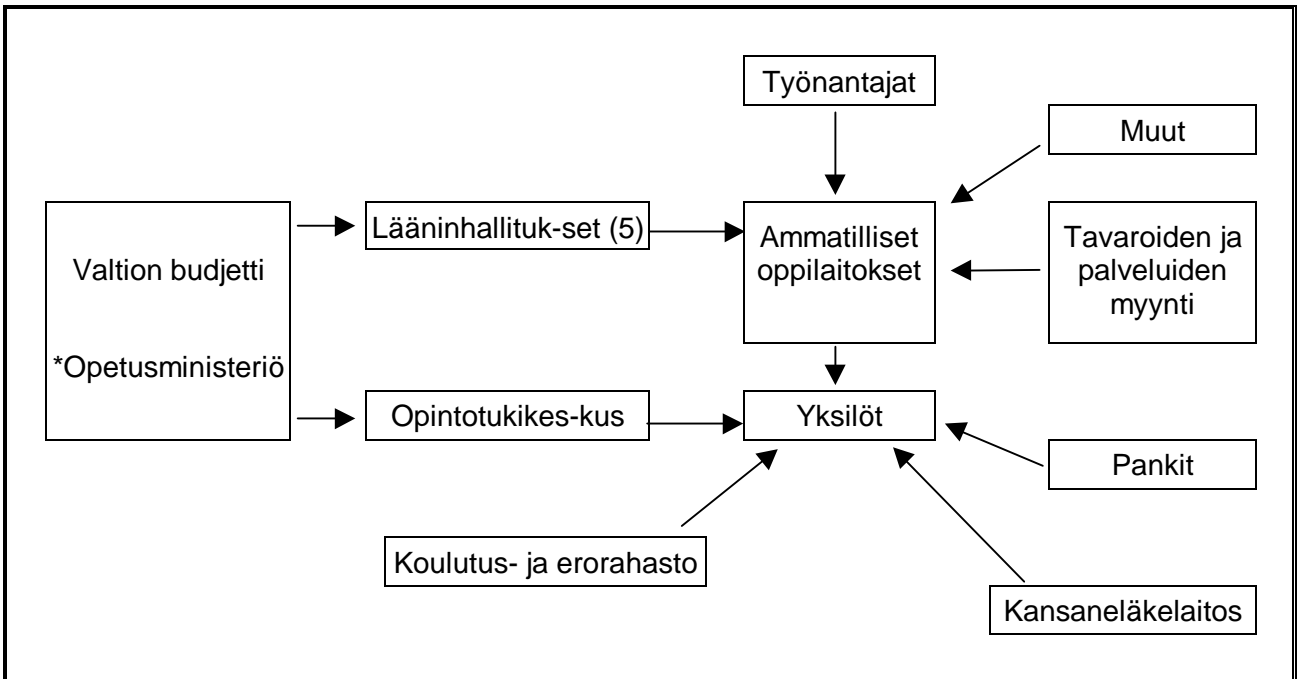 Työnantajat
Muut
Valtion budjetti
*Opetusministeriö
Lääninhallituk-set (5)
Ammatilliset
oppilaitokset
Tavaroiden ja
palveluiden
myynti
Opintotukikes-kus
Yksilöt
Pankit
Koulutus- ja erorahasto
Kansaneläkelaitos